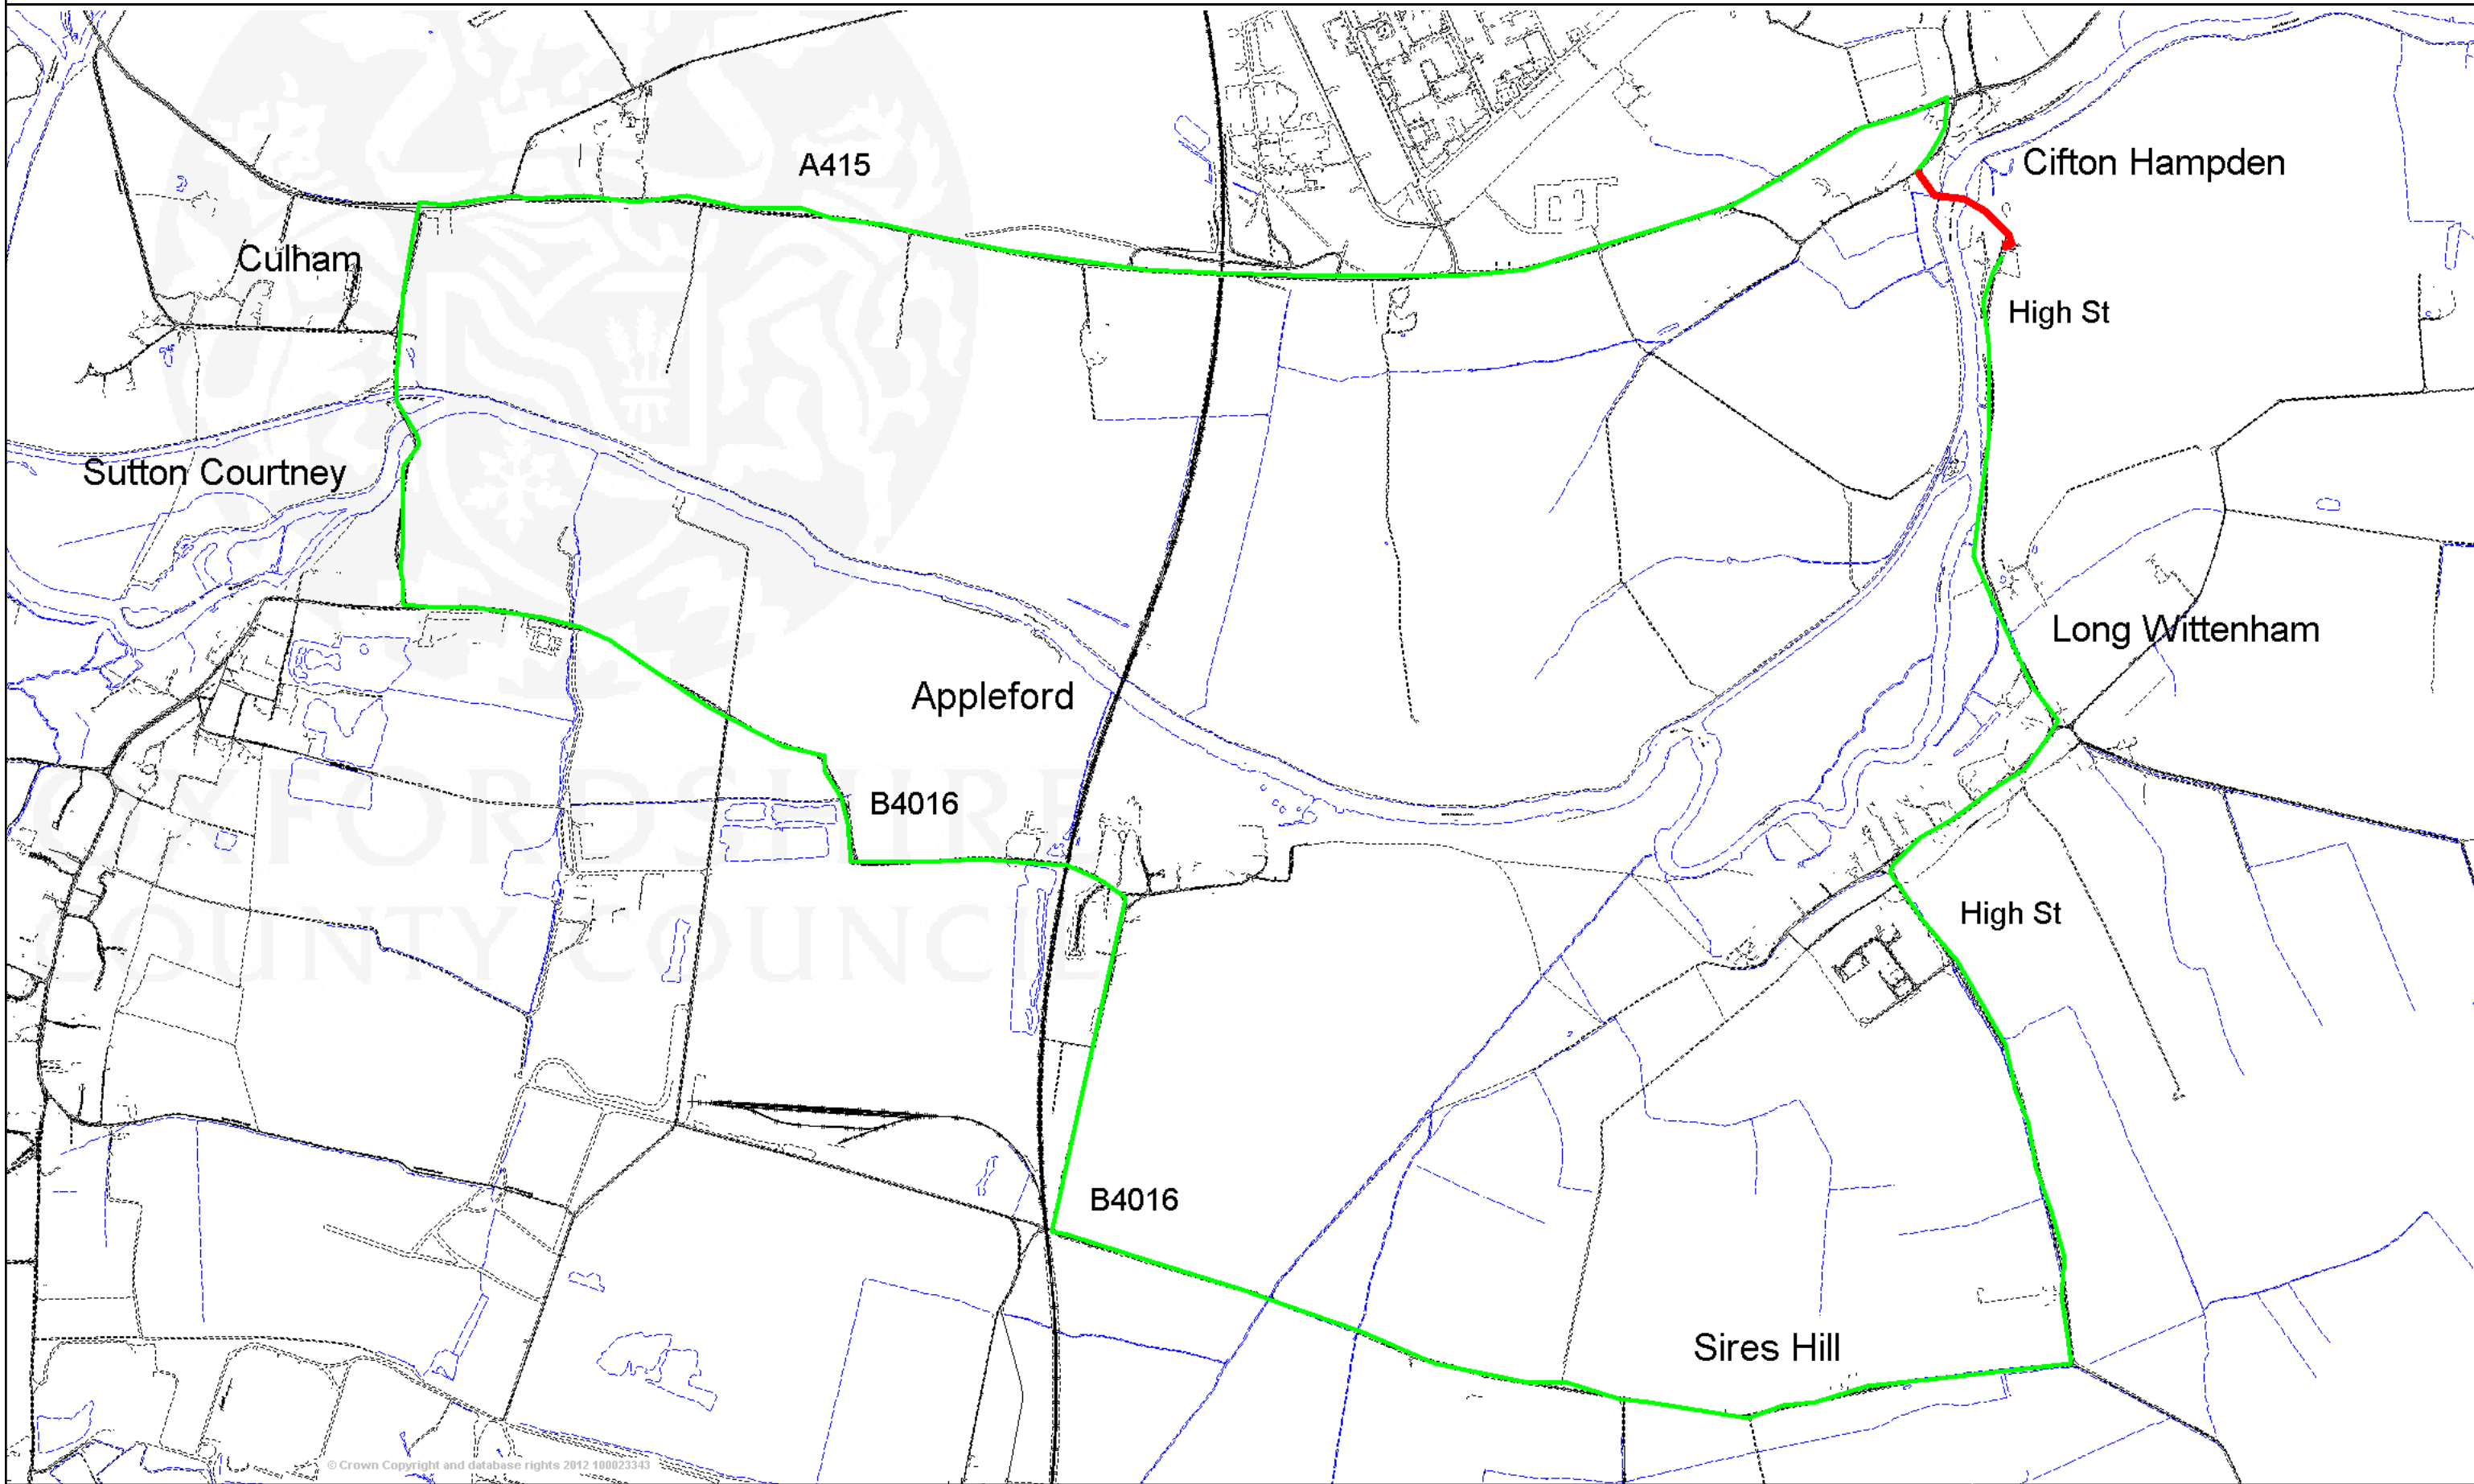 A415
Cifton Hampden
Culham
High St
Sutton Courtney
Long Wittenham
Appleford
B4016
OXFORDSHIRE
COUNTY COUNCIL
High St
B4016
Sires Hill
© Crown Copyright and database rights 2012 100023343